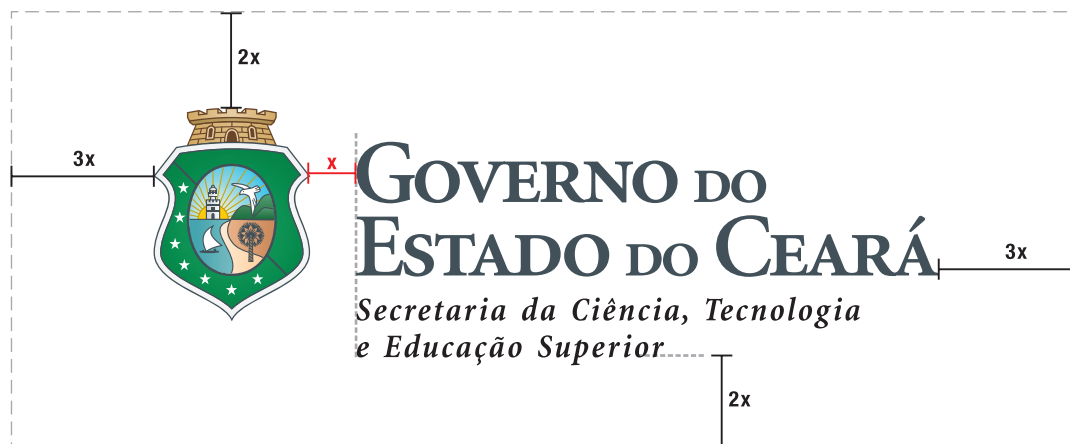 2x
3x
x
GOVERNO DO
ESTADO DO CEARÁ
3x
Secretaria da Ciência, Tecnologia
e Educação Superior
2x